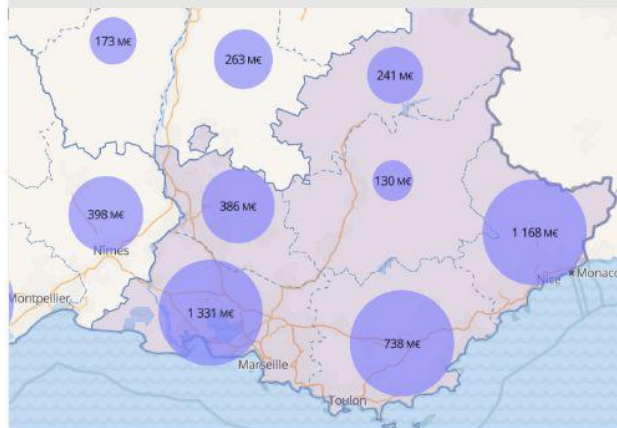 173 M€
263 M€
241 M€
130 M€
386 M€
398 M€
1 168 M€
Nîmes
Nice
Monaco
Montpellier
1 331 M€
738 M€
Marseille
Toulon